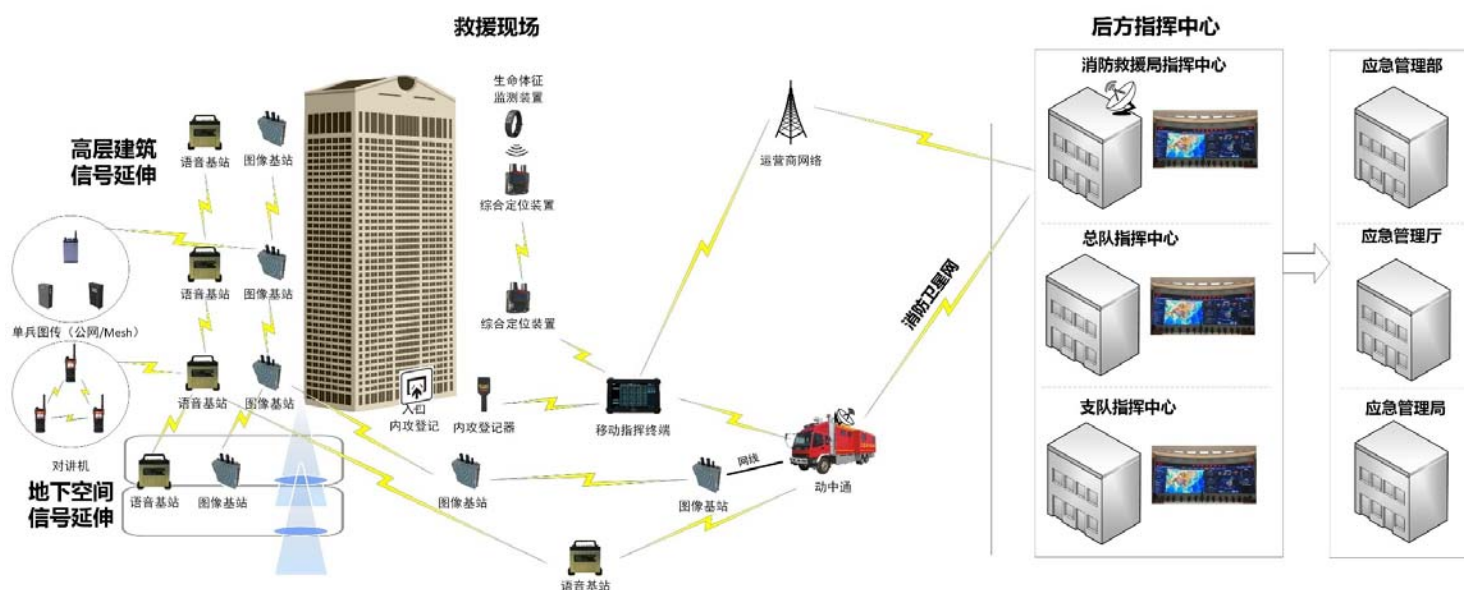 救援现场
后方指挥中心
消防救援局指挥中心
应急管理部
生命体征
监测装置
高层建筑
信号延伸
语音基站
图像基站
运营商网络
综合定位装置
总队指挥中心
应急管理厅
语音基站
图像基站
消防卫星网
综合定位装置
单兵图传（公网/Mesh）
语音基站
图像基站
入口
内攻登记
内攻登记器
移动指挥终端
支队指挥中心
应急管理局
对讲机
网线
地下空间
信号延伸
语音基站
图像基站
图像基站
图像基站
动中通
语音基站